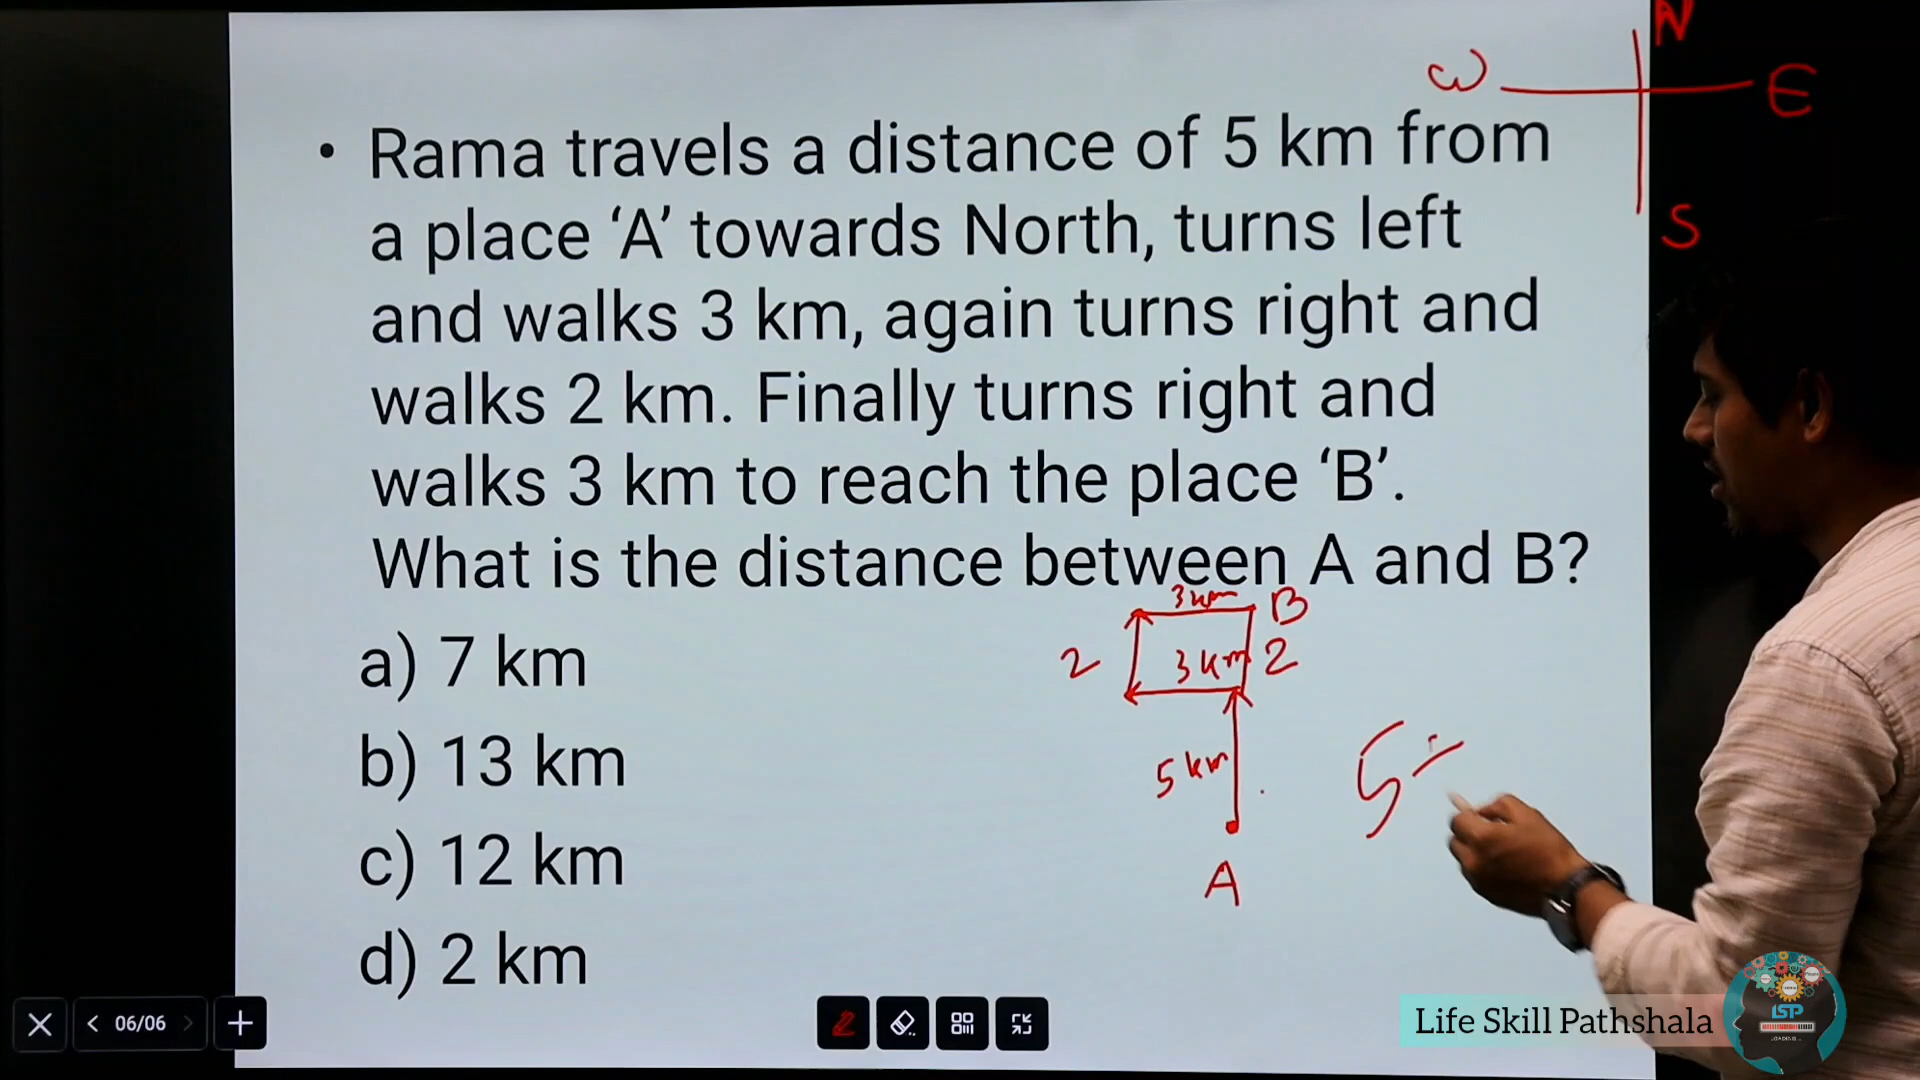 N
W
E
S
• Rama travels a distance of 5 km from
a place ‘A’ towards North, turns left
and walks 3 km, again turns right and
walks 2 km. Finally turns right and
walks 3 km to reach the place ‘B’.
What is the distance between A and B?
a) 7 km
b) 13 km
c) 12 km
d) 2 km
3 km B
2 3 km 2
5 km
A
5
06/06
Life Skill Pathshala
LSP
LOADING...